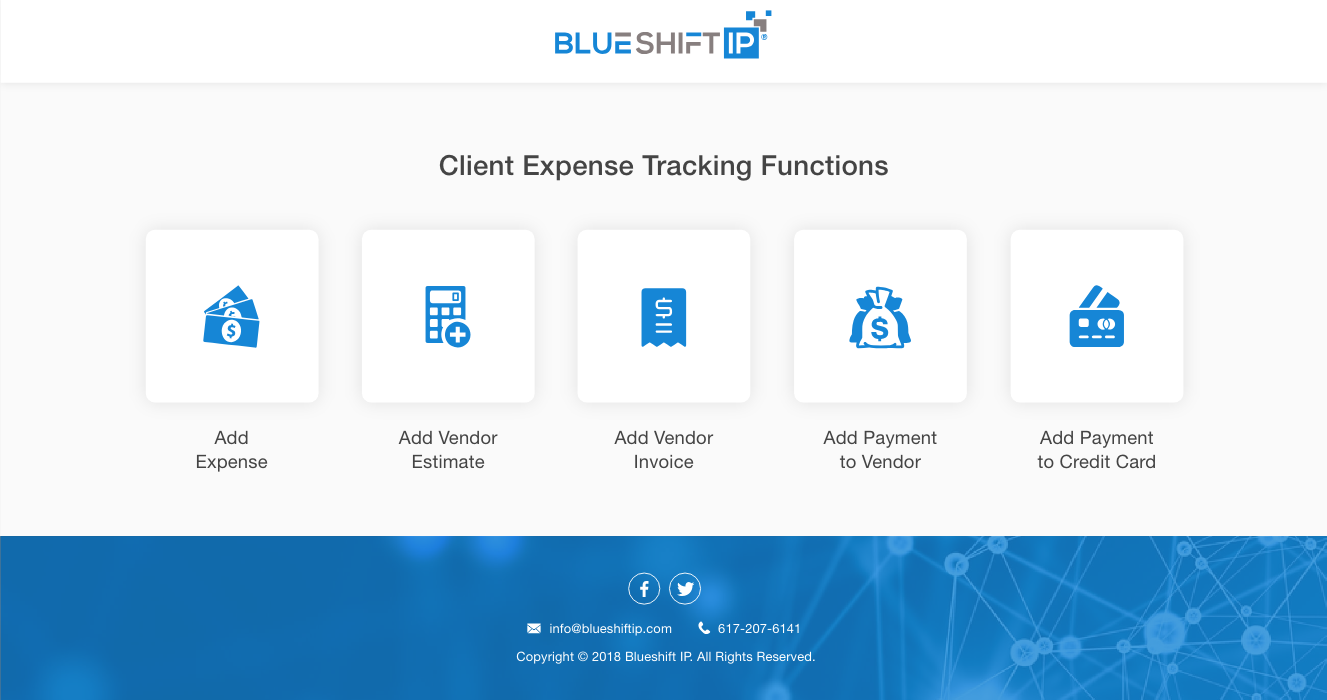 BLUESHIFT IP®
Client Expense Tracking Functions
Add
Expense
Add Vendor
Estimate
Add Vendor
Invoice
Add Payment
to Vendor
Add Payment
to Credit Card
info@blueshiftip.com
617-207-6141
Copyright © 2018 Blueshift IP. All Rights Reserved.